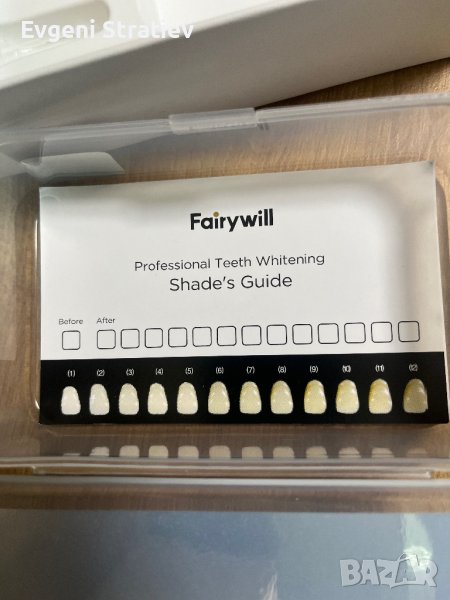 Evgeni Stratiev
Fairywill
Professional Teeth Whitening
Shade's Guide
Before After
(1) (2) (3) (4) (5) (6) (7) (8) (9) (10) (11) (12)
BAZAR